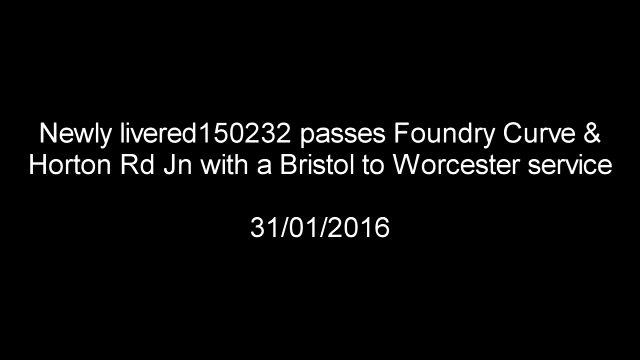 Newly livered150232 passes Foundry Curve &
Horton Rd Jn with a Bristol to Worcester service
31/01/2016